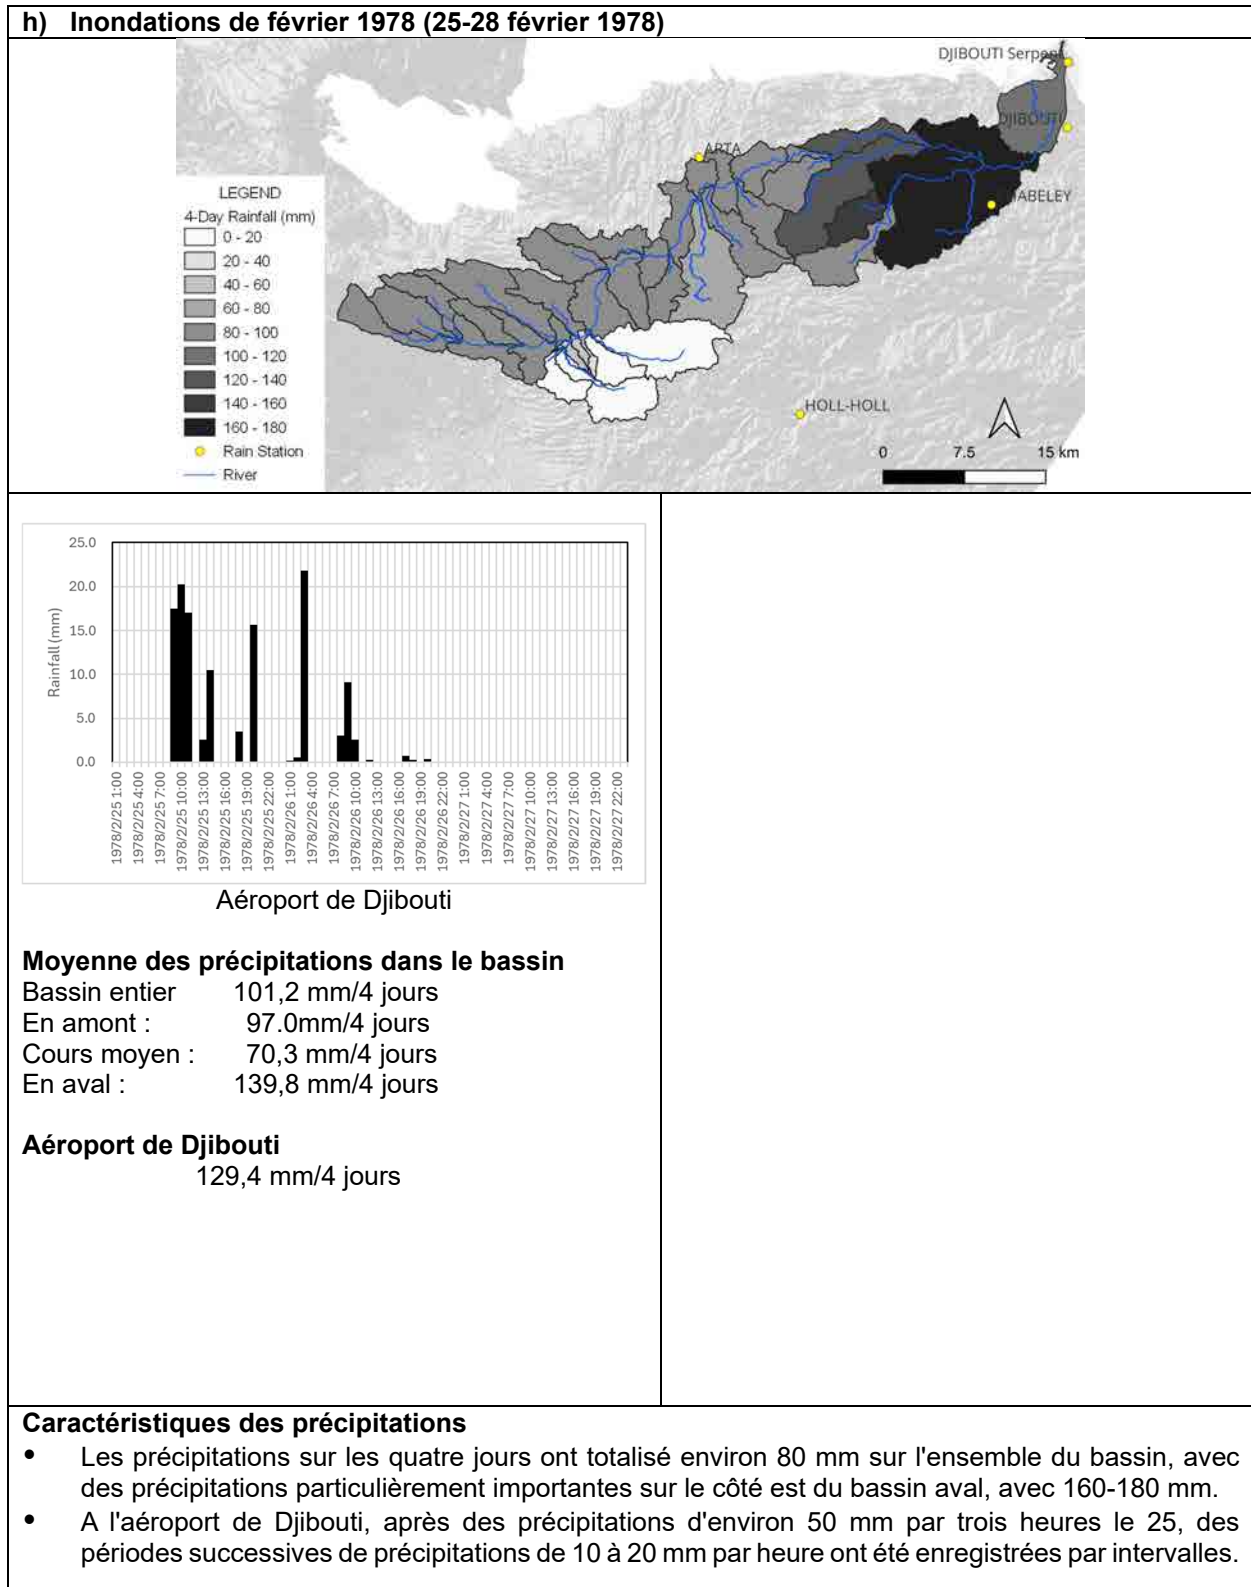 h) Inondations de février 1978 (25-28 février 1978)
DJIBOUTI Serpent
DJIBOUTI
ARTA
HOLL-HOLL
LEGEND
4-Day Rainfall (mm)
0 - 20
20 - 40
40 - 60
60 - 80
80 - 100
100 - 120
120 - 140
140 - 160
160 - 180
Rain Station
River
0 7.5 15 km
25.0
20.0
15.0
10.0
5.0
0.0
Rainfall (mm)
1978/2/25 1:00
1978/2/25 4:00
1978/2/25 7:00
1978/2/25 10:00
1978/2/25 13:00
1978/2/25 16:00
1978/2/25 19:00
1978/2/25 22:00
1978/2/26 1:00
1978/2/26 4:00
1978/2/26 7:00
1978/2/26 10:00
1978/2/26 13:00
1978/2/26 16:00
1978/2/26 19:00
1978/2/26 22:00
1978/2/27 1:00
1978/2/27 4:00
1978/2/27 7:00
1978/2/27 10:00
1978/2/27 13:00
1978/2/27 16:00
1978/2/27 19:00
1978/2/27 22:00
Aéroport de Djibouti
Moyenne des précipitations dans le bassin
Bassin entier 101,2 mm/4 jours
En amont : 97.0mm/4 jours
Cours moyen : 70,3 mm/4 jours
En aval : 139,8 mm/4 jours
Aéroport de Djibouti
129,4 mm/4 jours
Caractéristiques des précipitations
• Les précipitations sur les quatre jours ont totalisé environ 80 mm sur l'ensemble du bassin, avec
des précipitations particulièrement importantes sur le côté est du bassin aval, avec 160-180 mm.
• A l'aéroport de Djibouti, après des précipitations d'environ 50 mm par trois heures le 25, des
périodes successives de précipitations de 10 à 20 mm par heure ont été enregistrées par intervalles.